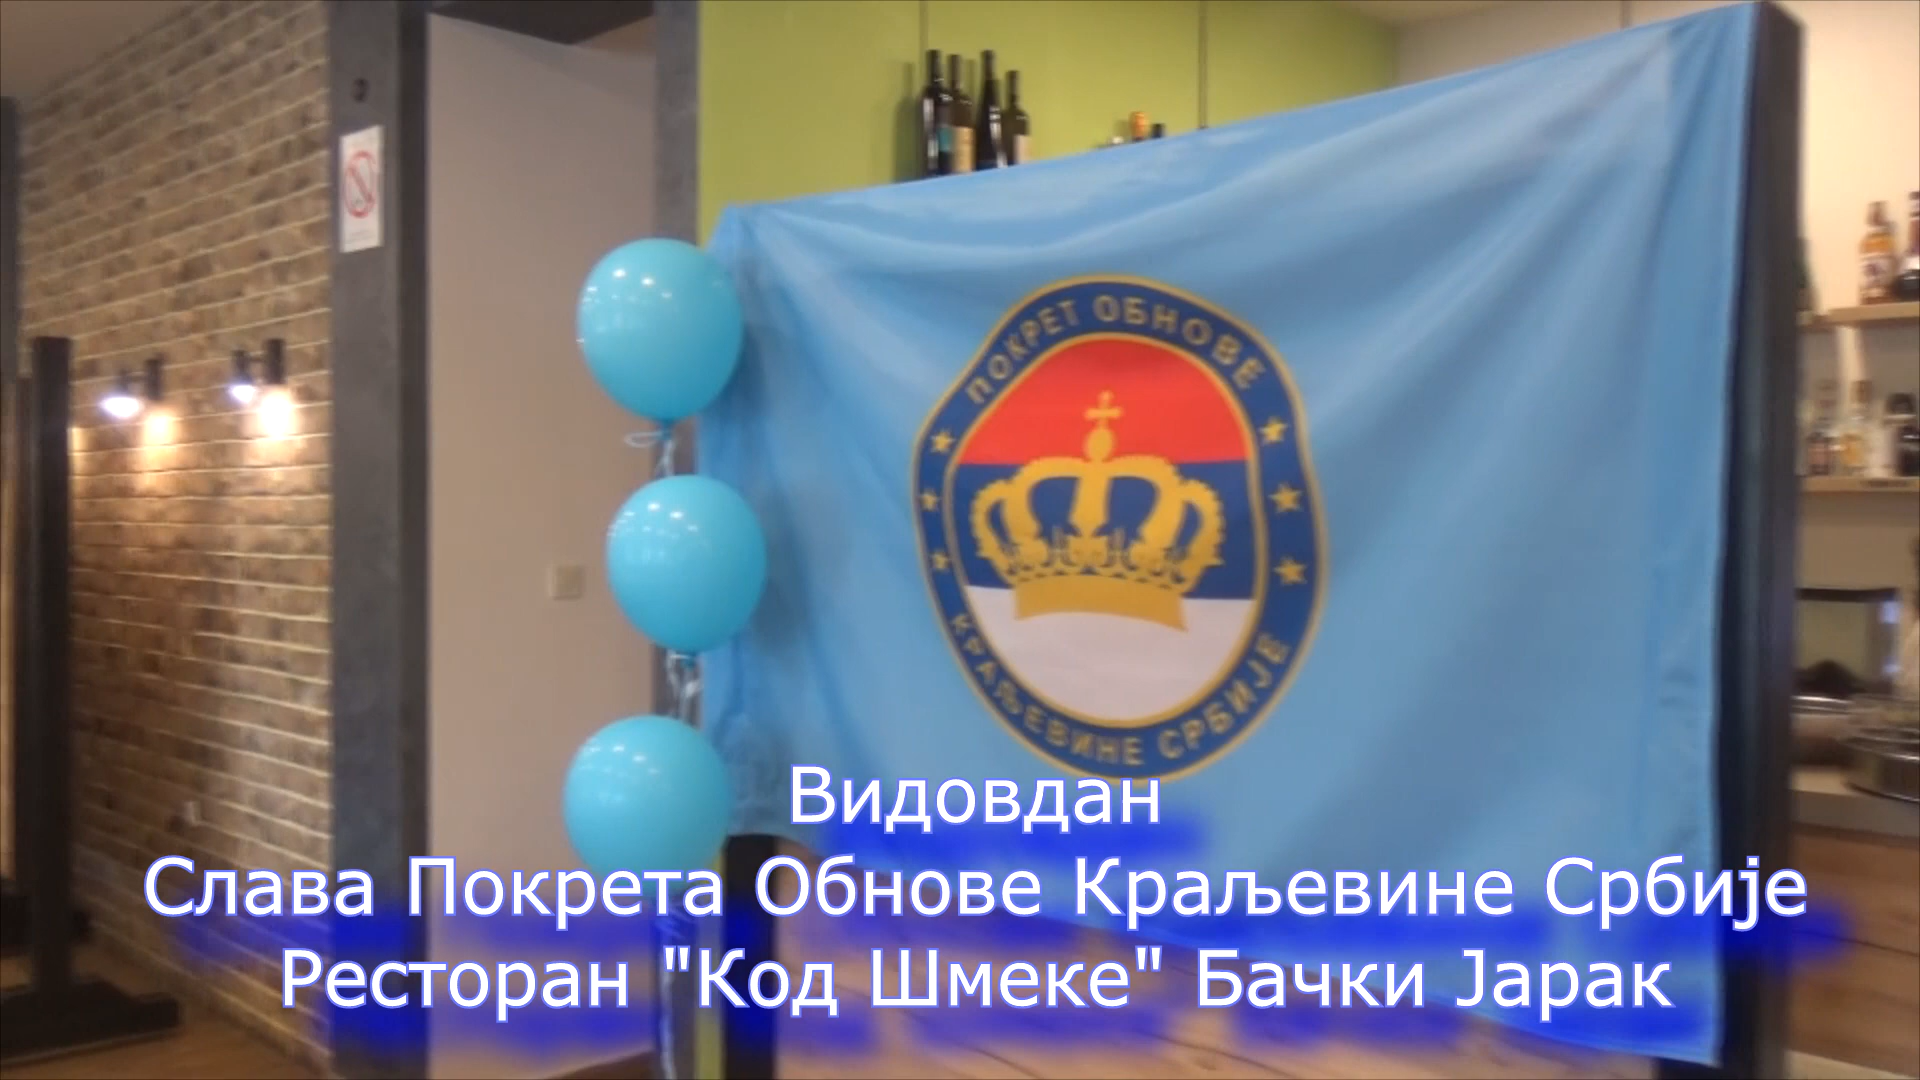 ПОКРЕТ ОБНОВЕ
КРАЉЕВИНЕ СРБИЈЕ
Видовдан
Слава Покрета Обнове Краљевине Србије
Ресторан "Код Шмеке" Бачки Јарак